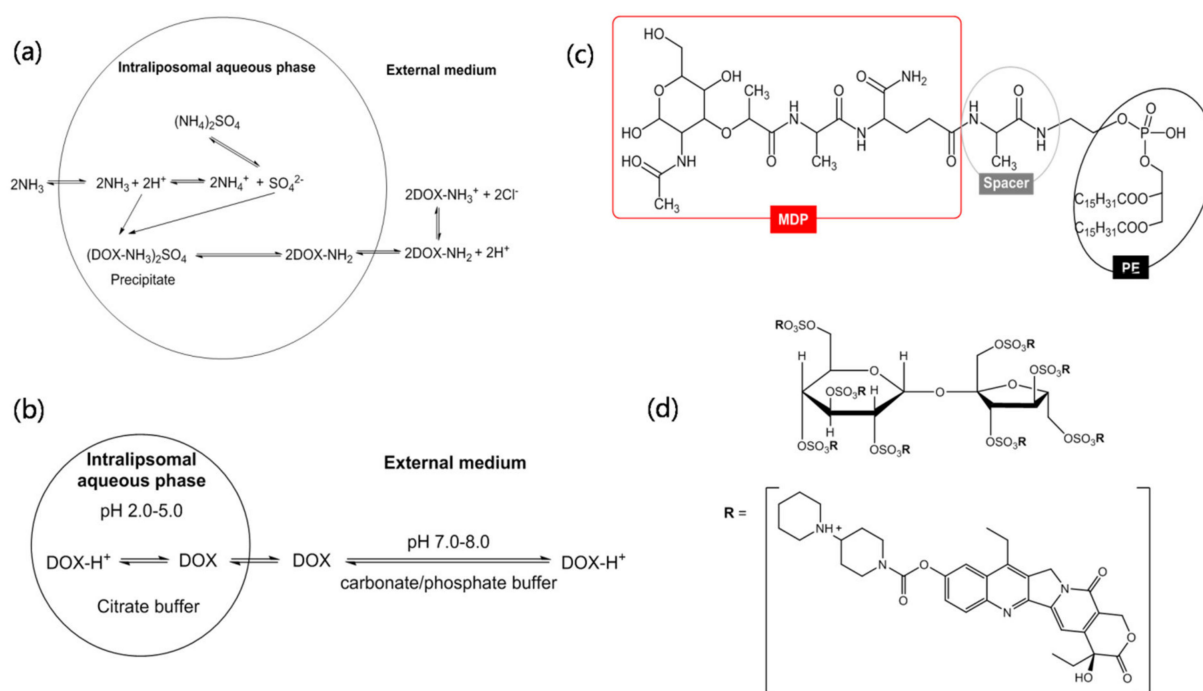 (a)
Intraliposomal aqueous phase
External medium
(NH4)2SO4
2NH3
2NH3 + 2H+
2NH4+ + SO42-
2DOX-NH3+ + 2Cl-
(DOX-NH3)2SO4
2DOX-NH2
2DOX-NH2 + 2H+
Precipitate
(b)
Intralipsomal
aqueous phase
External medium
pH 2.0-5.0
pH 7.0-8.0
DOX-H+
DOX
DOX
DOX-H+
carbonate/phosphate buffer
Citrate buffer
(c)
HO
O
OH
CH3
O
NH2
HO
O
O
H
N
O
N
H
CH3
O
O
H
N
CH3
O
N
H
O
O
P
OH
O
HO
NH
O
CH3
C15H31COO
C15H31COO
O
MDP
Spacer
PE
(d)
RO3SO
H
O
H
OSO3R
H
OSO3R
H
OSO3R
OSO3R
O
OSO3R
O
OSO3R
OSO3R
OSO3R
R =
NH+
N
O
O
N
N
O
O
O
HO